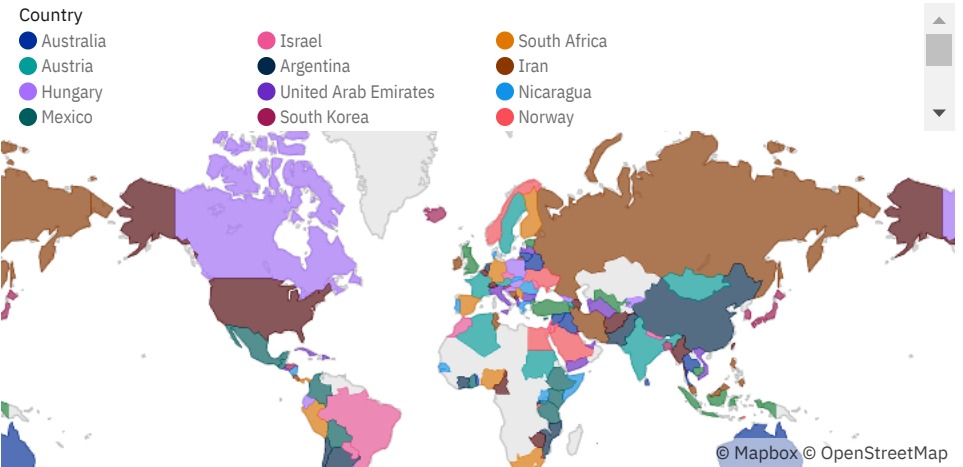 Country
Australia Israel South Africa
Austria Argentina Iran
Hungary United Arab Emirates Nicaragua
Mexico South Korea Norway
© Mapbox © OpenStreetMap